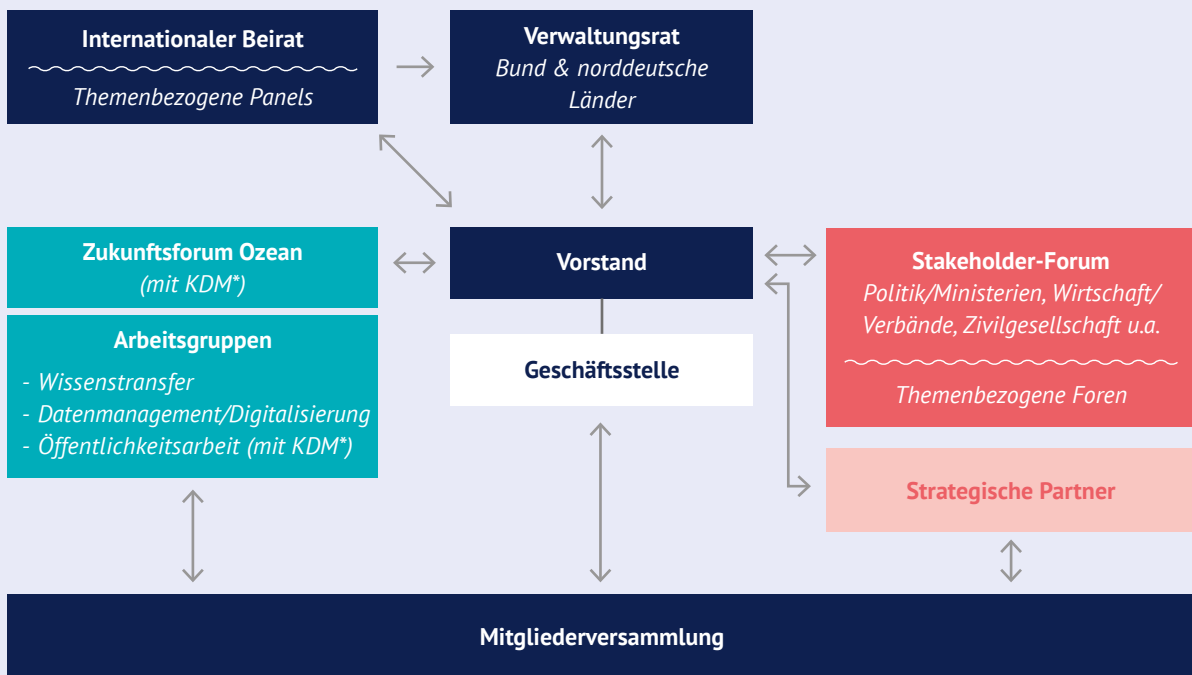 Internationaler Beirat
Themenbezogene Panels
Verwaltungsrat
Bund & norddeutsche
Länder
Zukunftsforum Ozean
(mit KDM*)
Vorstand
Stakeholder-Forum
Politik/Ministerien, Wirtschaft/
Verbände, Zivilgesellschaft u.a.
Themenbezogene Foren
Arbeitsgruppen
- Wissenstransfer
- Datenmanagement/Digitalisierung
- Öffentlichkeitsarbeit (mit KDM*)
Geschäftsstelle
Strategische Partner
Mitgliederversammlung